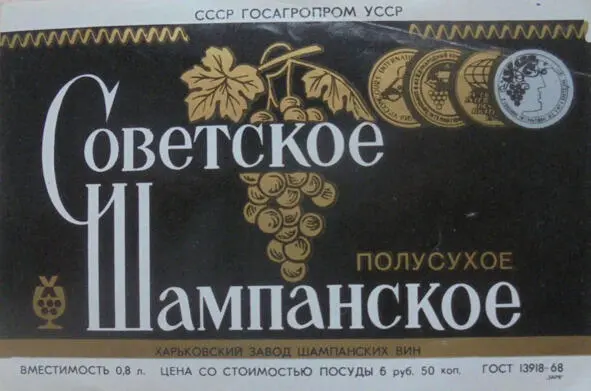 СССР ГОСАГРОПРОМ УССР
Советское
Шампанское
ПОЛУСУХОЕ
ХАРЬКОВСКИЙ ЗАВОД ШАМПАНСКИХ ВИН
ВМЕСТИМОСТЬ 0,8 л. ЦЕНА СО СТОИМОСТЬЮ ПОСУДЫ 6 руб. 50 коп. ГОСТ 13918-68